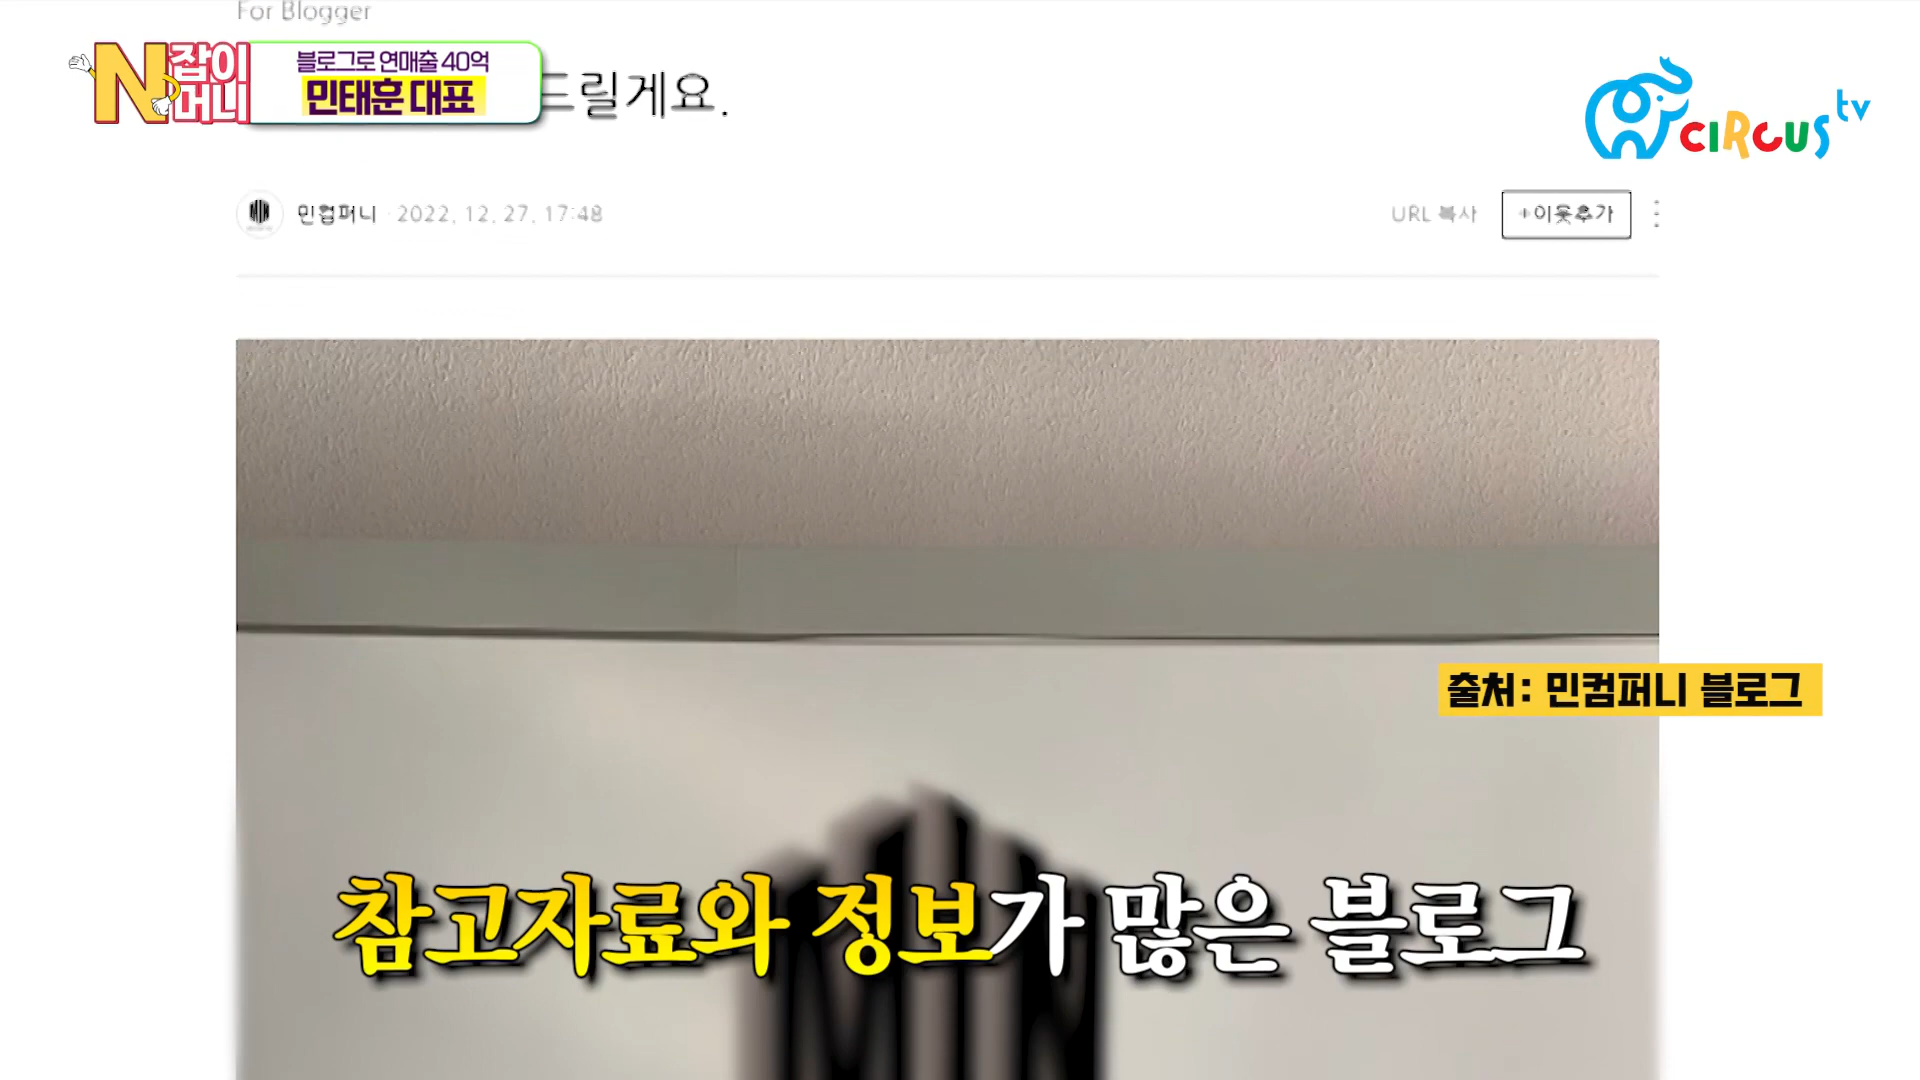 For Blogger
N잡이
머니
블로그로 연매출 40억
민태훈 대표
드릴게요.
CIRCUS tv
MIN
민컴퍼니 · 2022. 12. 27. 17:48
URL 복사
+이웃추가
출처: 민컴퍼니 블로그
참고자료와 정보가 많은 블로그
MIN